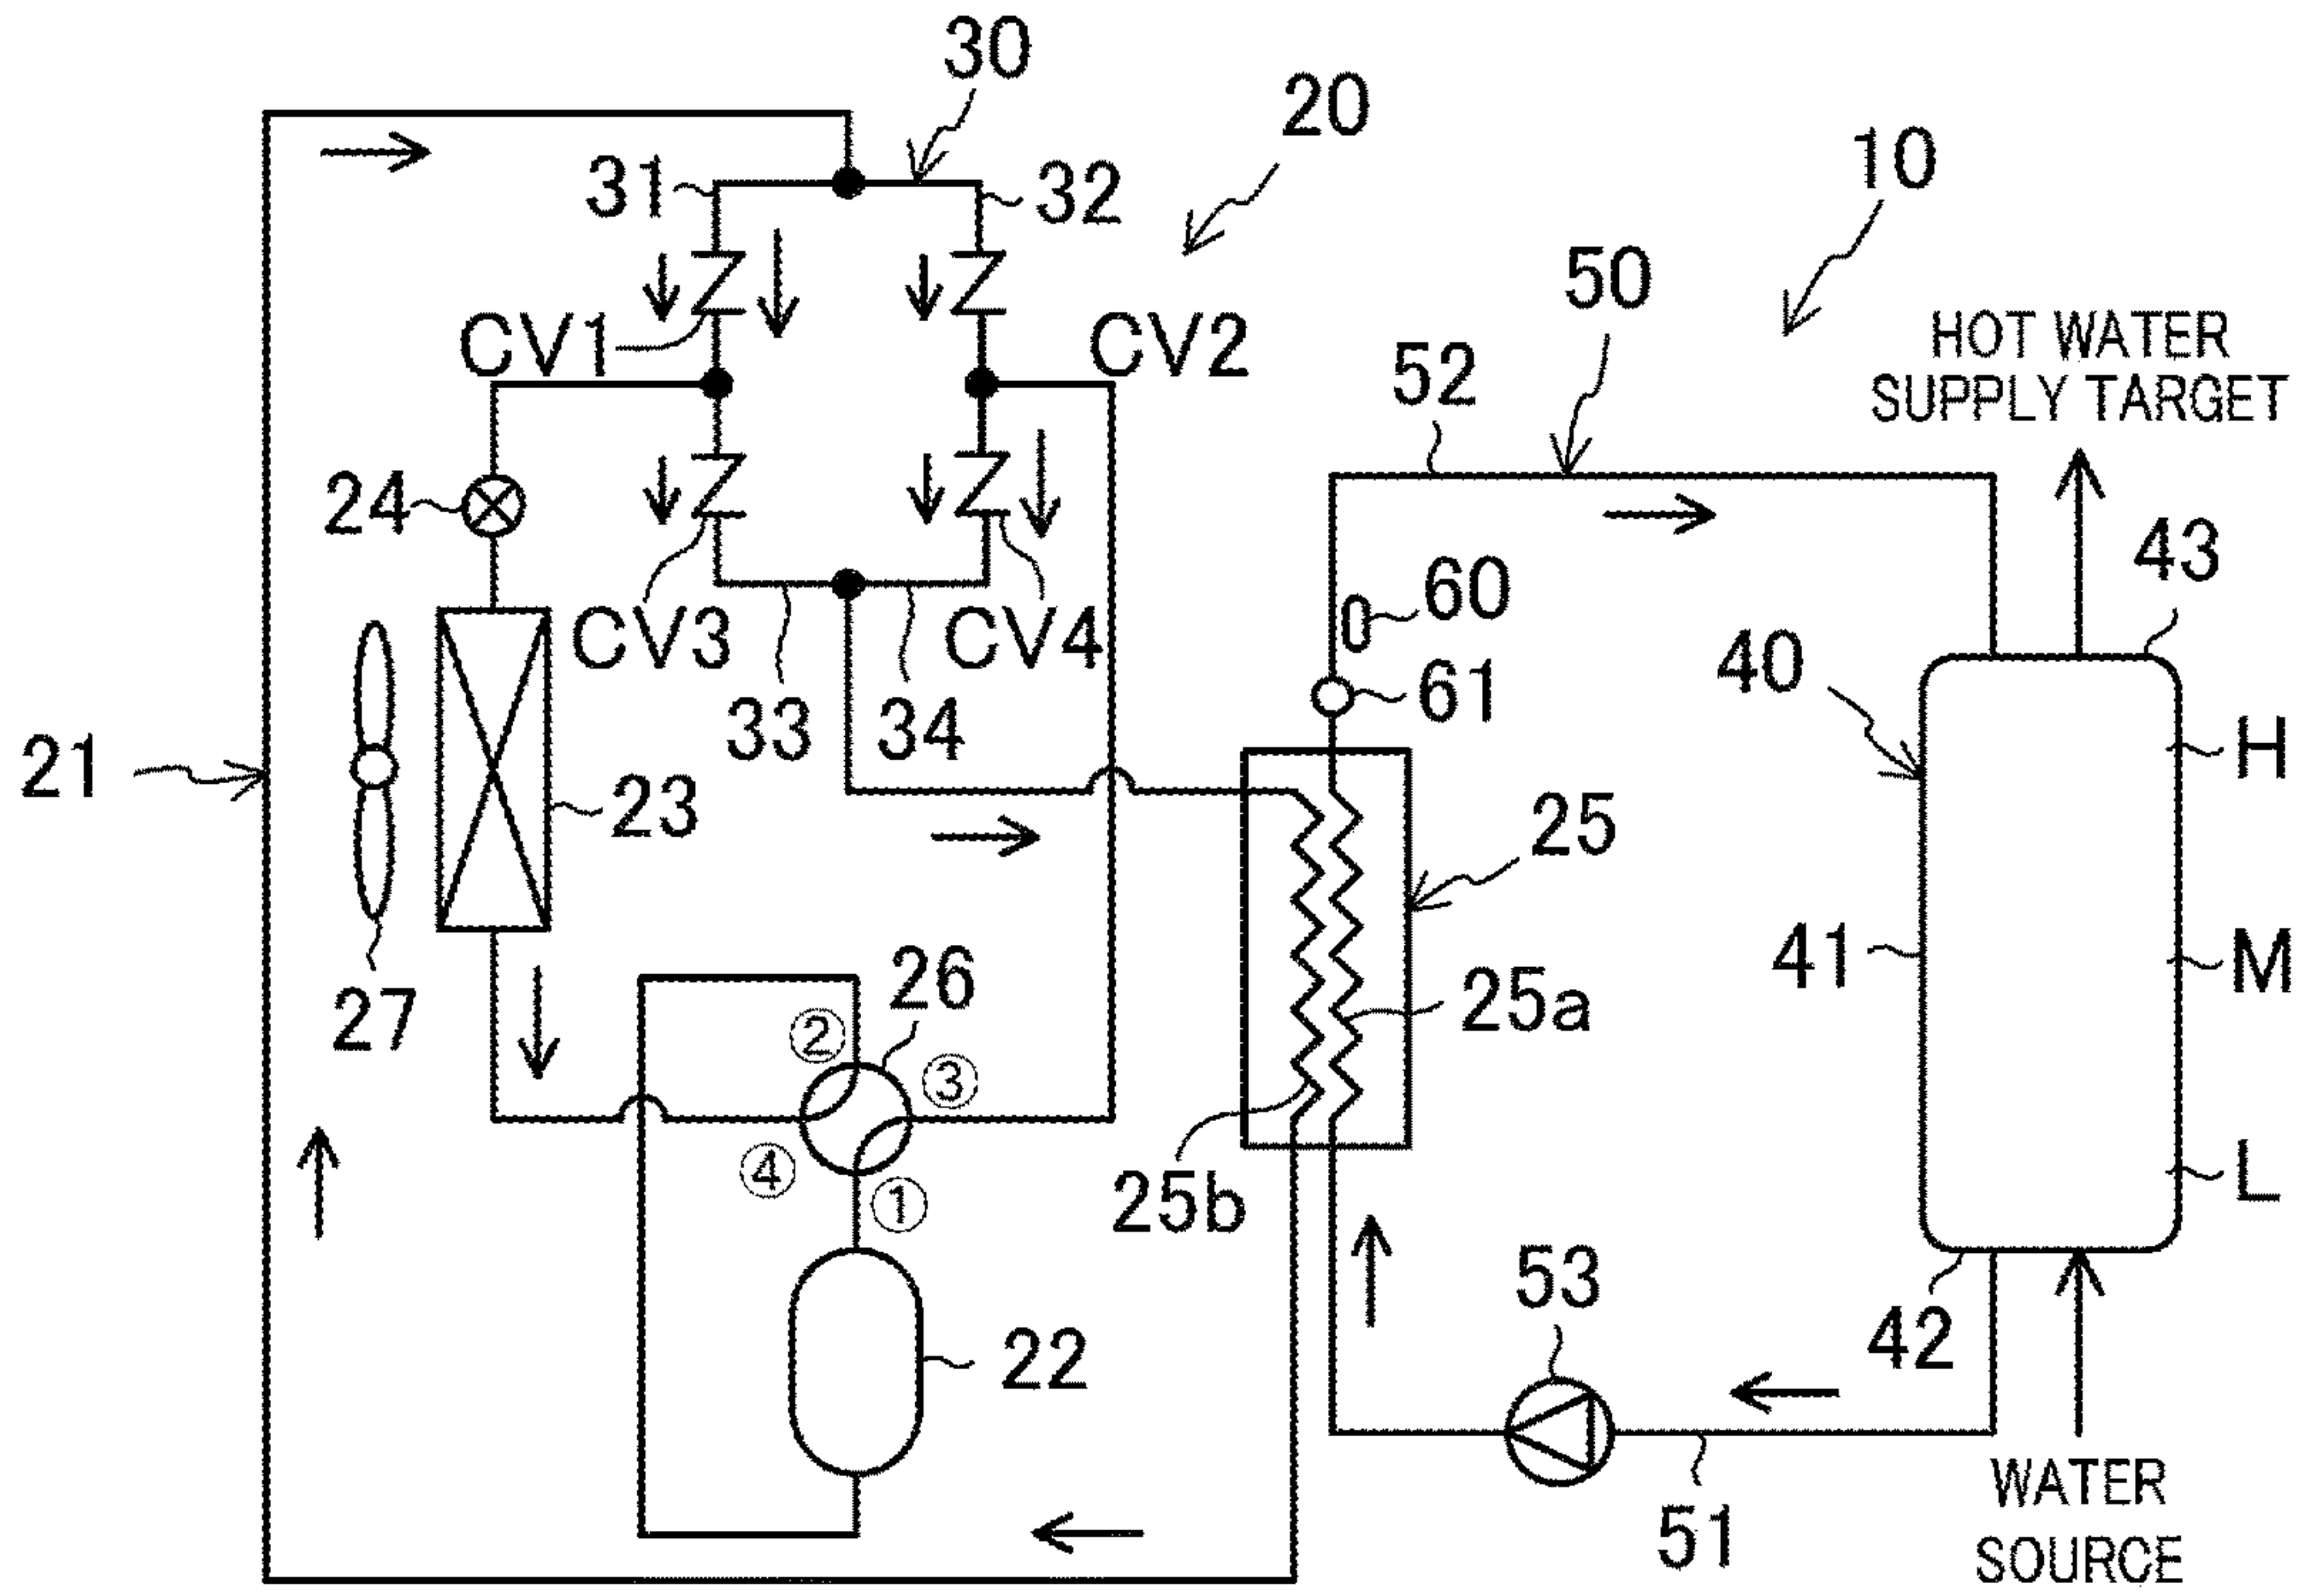 30
20
10
31
32
50
HOT WATER
SUPPLY TARGET
CV1
CV2
52
24
43
60
CV3
CV4
40
61
33
34
H
21
23
25
41
M
26
25a
27
②
③
④
①
25b
L
53
42
22
WATER
SOURCE
51